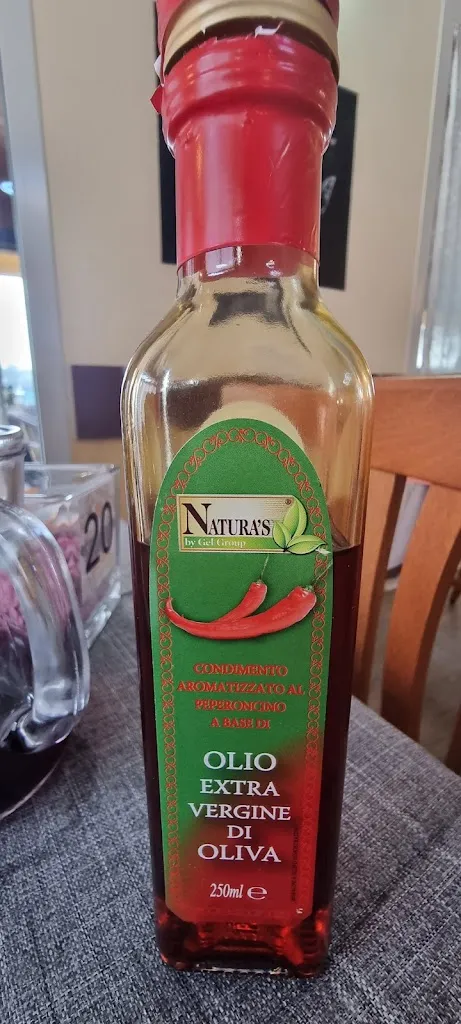 NATURA'S®
by Gel Group
CONDIMENTO
AROMATIZZATO AL
PEPERONCINO
A BASE DI
OLIO
EXTRA
VERGINE
DI
OLIVA
250ml ℮
20